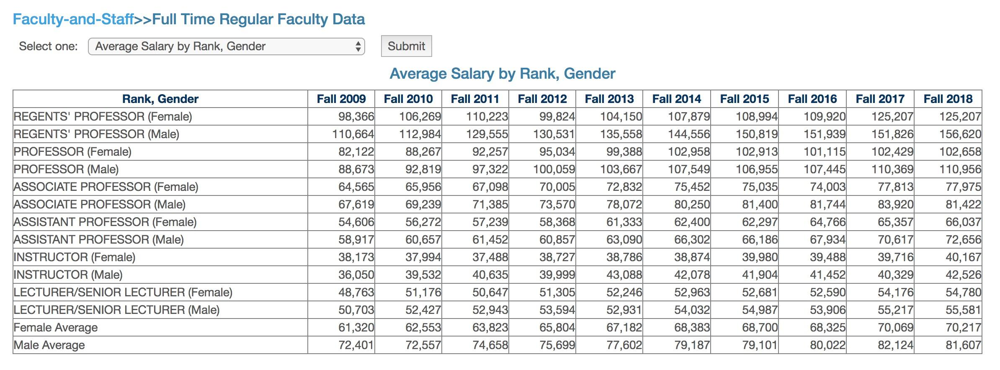 Faculty-and-Staff>>Full Time Regular Faculty Data
Select one: Average Salary by Rank, Gender Submit
Average Salary by Rank, Gender
Rank, Gender Fall 2009 Fall 2010 Fall 2011 Fall 2012 Fall 2013 Fall 2014 Fall 2015 Fall 2016 Fall 2017 Fall 2018
REGENTS' PROFESSOR (Female) 98,366 106,269 110,223 99,824 104,150 107,879 108,994 109,920 125,207 125,207
REGENTS' PROFESSOR (Male) 110,664 112,984 129,555 130,531 135,558 144,556 150,819 151,939 151,826 156,620
PROFESSOR (Female) 82,122 88,267 92,257 95,034 99,388 102,958 102,913 101,115 102,429 102,658
PROFESSOR (Male) 88,673 92,819 97,322 100,059 103,667 107,549 106,955 107,445 110,369 110,956
ASSOCIATE PROFESSOR (Female) 64,565 65,956 67,098 70,005 72,832 75,452 75,035 74,003 77,813 77,975
ASSOCIATE PROFESSOR (Male) 67,619 69,239 71,385 73,570 78,072 80,250 81,400 81,744 83,920 81,422
ASSISTANT PROFESSOR (Female) 54,606 56,272 57,239 58,368 61,333 62,400 62,297 64,766 65,357 66,037
ASSISTANT PROFESSOR (Male) 58,917 60,657 61,452 60,857 63,090 66,302 66,186 67,934 70,617 72,656
INSTRUCTOR (Female) 38,173 37,994 37,488 38,727 38,786 38,874 39,980 39,488 39,716 40,167
INSTRUCTOR (Male) 36,050 39,532 40,635 39,999 43,088 42,078 41,904 41,452 40,329 42,526
LECTURER/SENIOR LECTURER (Female) 48,763 51,176 50,647 51,305 52,246 52,963 52,681 52,590 54,176 54,780
LECTURER/SENIOR LECTURER (Male) 50,703 52,427 52,943 53,594 52,931 54,032 54,987 53,906 55,217 55,581
Female Average 61,320 62,553 63,823 65,804 67,182 68,383 68,700 68,325 70,069 70,217
Male Average 72,401 72,557 74,658 75,699 77,602 79,187 79,101 80,022 82,124 81,607